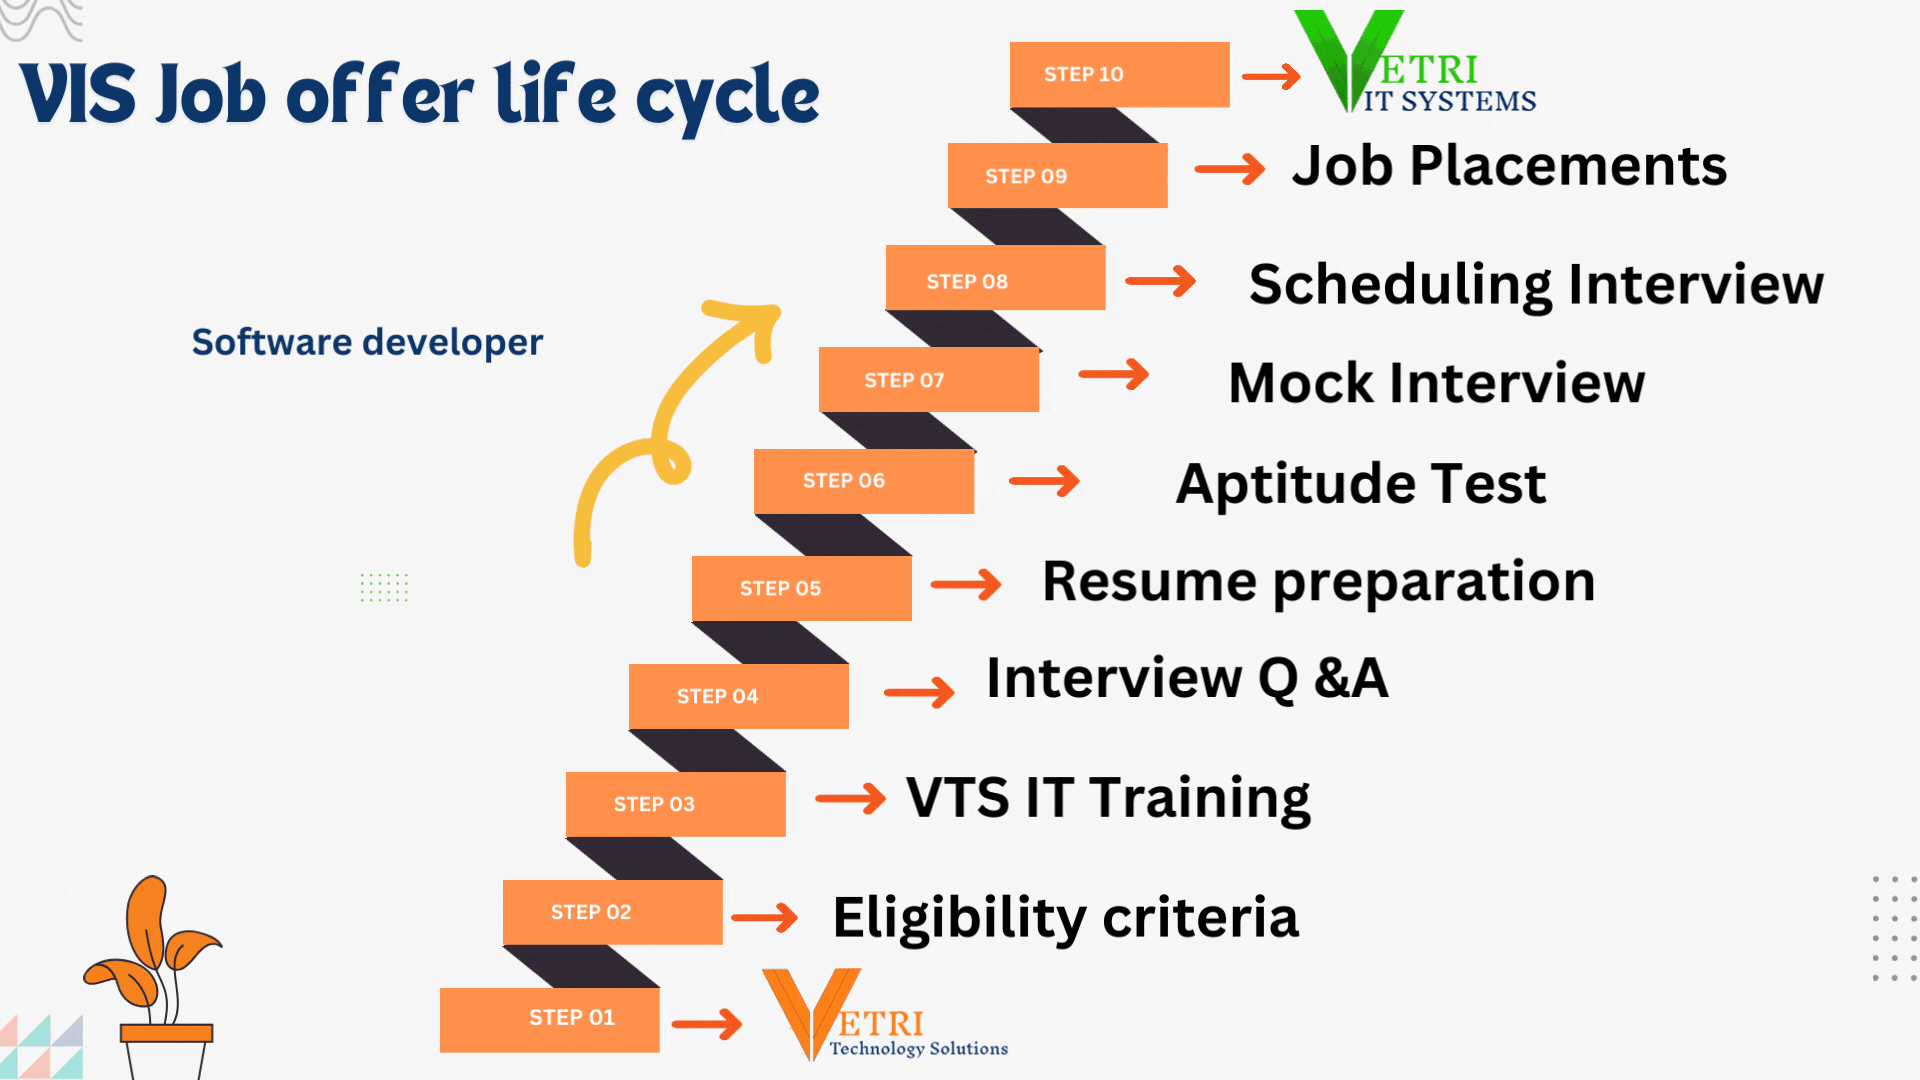 VIS Job offer life cycle
Software developer
STEP 10
VETRI
IT SYSTEMS
STEP 09
Job Placements
STEP 08
Scheduling Interview
STEP 07
Mock Interview
STEP 06
Aptitude Test
STEP 05
Resume preparation
STEP 04
Interview Q &A
STEP 03
VTS IT Training
STEP 02
Eligibility criteria
STEP 01
VETRI
Technology Solutions